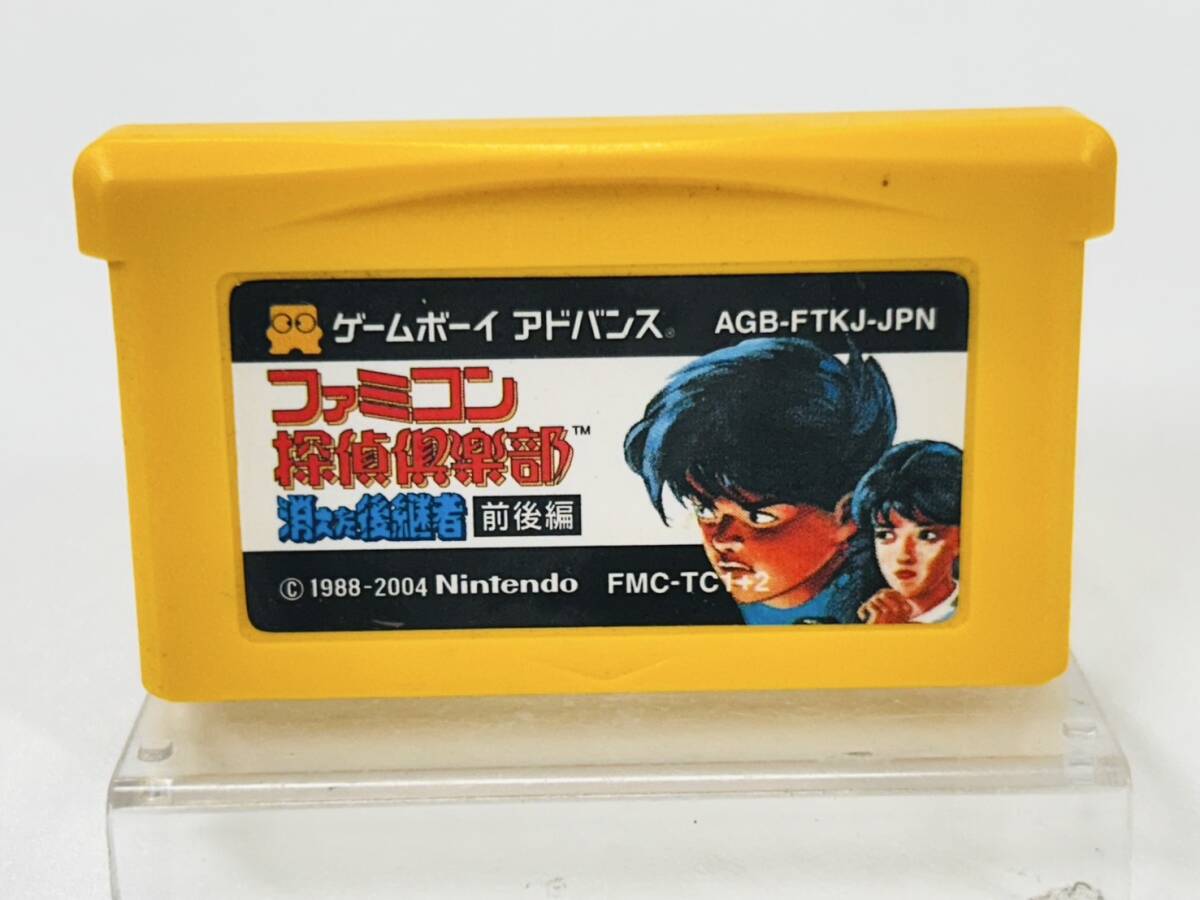 ゲームボーイ アドバンス® AGB-FTKJ-JPN
ファミコン
探偵倶楽部™
消えた後継者 前後編
© 1988-2004 Nintendo FMC-TC1+2